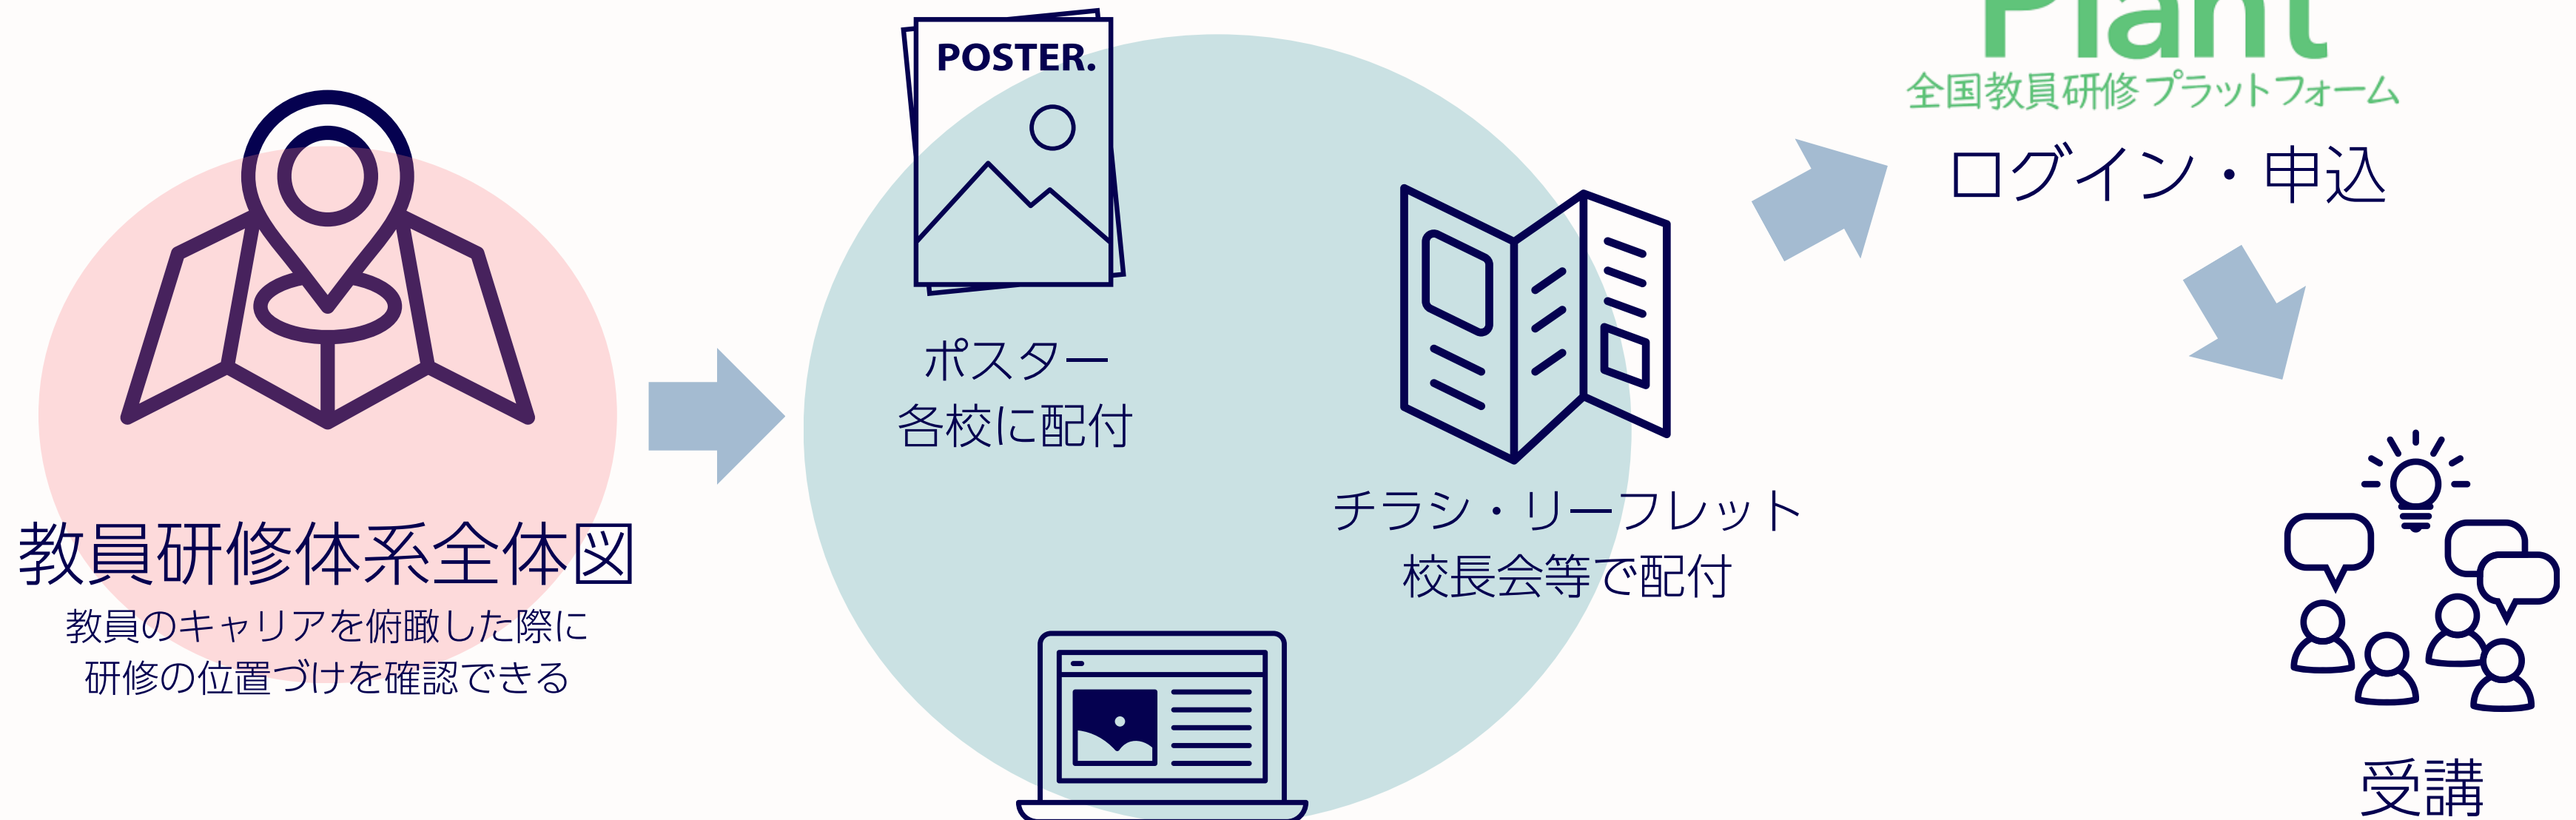 教員研修体系全体図
教員のキャリアを俯瞰した際に
研修の位置づけを確認できる
POSTER.
ポスター
各校に配付
チラシ・リーフレット
校長会等で配付
Plant
全国教員研修プラットフォーム
ログイン・申込
受講